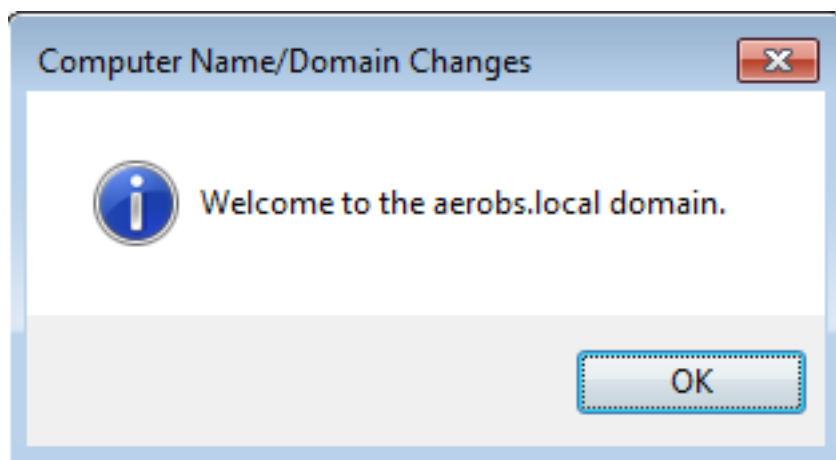 Computer Name/Domain Changes
Welcome to the aerobs.local domain.
OK